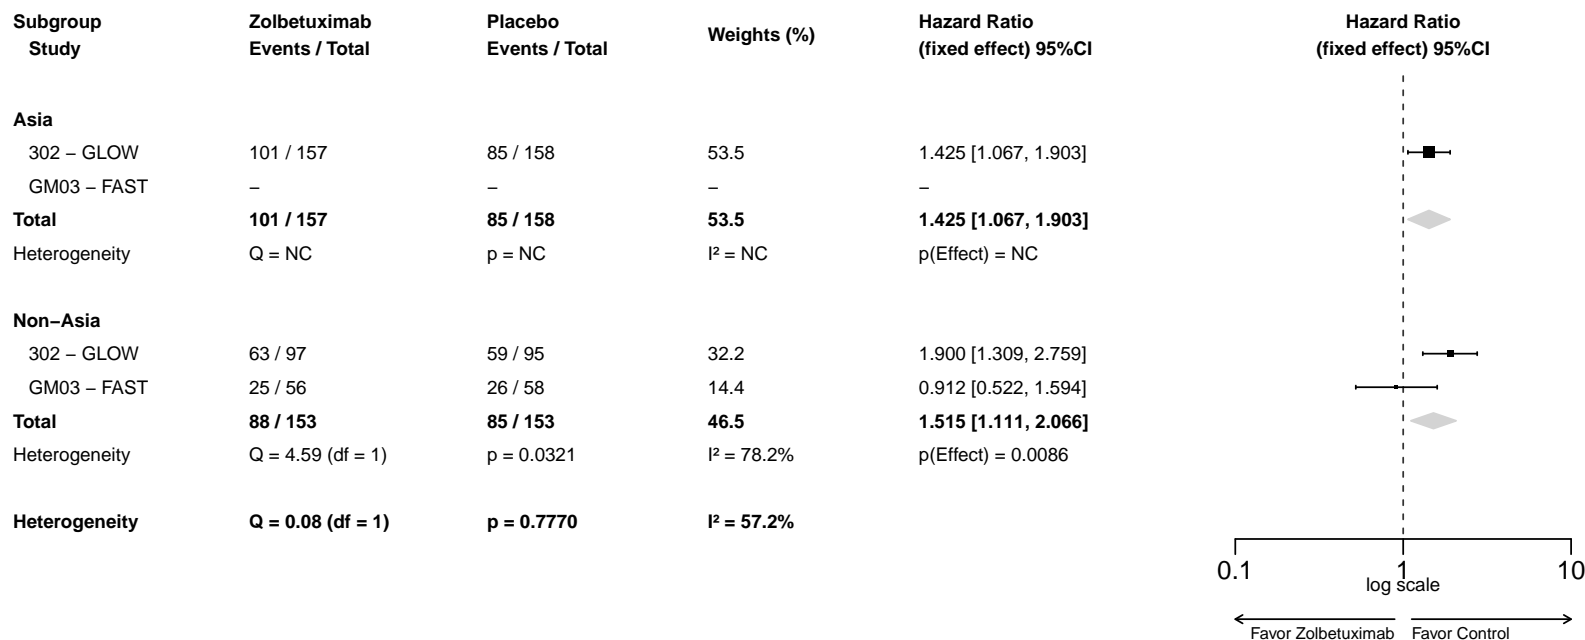 Subgroup Zolbetuximab Placebo Weights (%) Hazard Ratio Hazard Ratio
Study Events / Total Events / Total (fixed effect) 95%CI (fixed effect) 95%CI
Asia
302 – GLOW 101 / 157 85 / 158 53.5 1.425 [1.067, 1.903]
GM03 – FAST – – – –
Total 101 / 157 85 / 158 53.5 1.425 [1.067, 1.903]
Heterogeneity Q = NC p = NC I² = NC p(Effect) = NC
Non–Asia
302 – GLOW 63 / 97 59 / 95 32.2 1.900 [1.309, 2.759]
GM03 – FAST 25 / 56 26 / 58 14.4 0.912 [0.522, 1.594]
Total 88 / 153 85 / 153 46.5 1.515 [1.111, 2.066]
Heterogeneity Q = 4.59 (df = 1) p = 0.0321 I² = 78.2% p(Effect) = 0.0086
Heterogeneity Q = 0.08 (df = 1) p = 0.7770 I² = 57.2%
0.1 1 10
log scale
Favor Zolbetuximab Favor Control